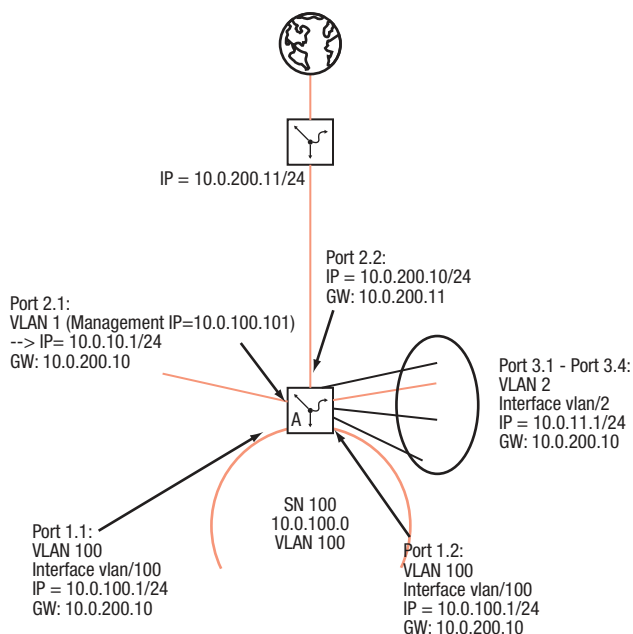 IP = 10.0.200.11/24
Port 2.2:
IP = 10.0.200.10/24
GW: 10.0.200.11
Port 2.1:
VLAN 1 (Management IP=10.0.100.101)
--> IP= 10.0.10.1/24
GW: 10.0.200.10
Port 3.1 - Port 3.4:
VLAN 2
Interface vlan/2
IP = 10.0.11.1/24
GW: 10.0.200.10
A
SN 100
10.0.100.0
VLAN 100
Port 1.1:
VLAN 100
Interface vlan/100
IP = 10.0.100.1/24
GW: 10.0.200.10
Port 1.2:
VLAN 100
Interface vlan/100
IP = 10.0.100.1/24
GW: 10.0.200.10